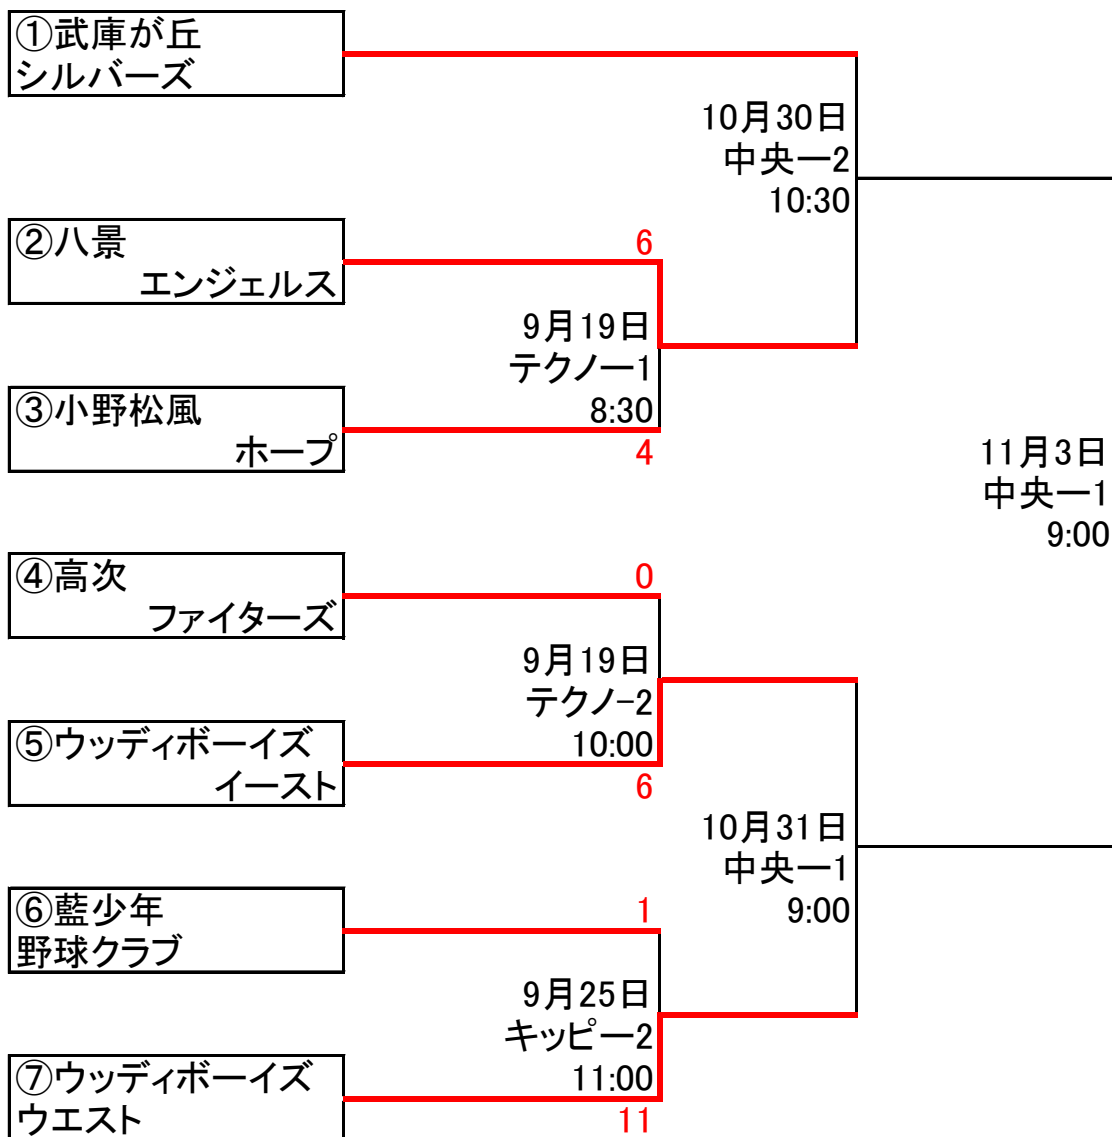 ①武庫が丘
シルバーズ
10月30日
中央ー2
10:30
②八景
エンジェルス
6
9月19日
テクノー1
8:30
③小野松風
ホープ
4
11月3日
中央ー1
9:00
④高次
ファイターズ
0
9月19日
テクノ-2
10:00
⑤ウッディボーイズ
イースト
6
10月31日
中央ー1
9:00
⑥藍少年
野球クラブ
1
9月25日
キッピー2
11:00
⑦ウッディボーイズ
ウエスト
11